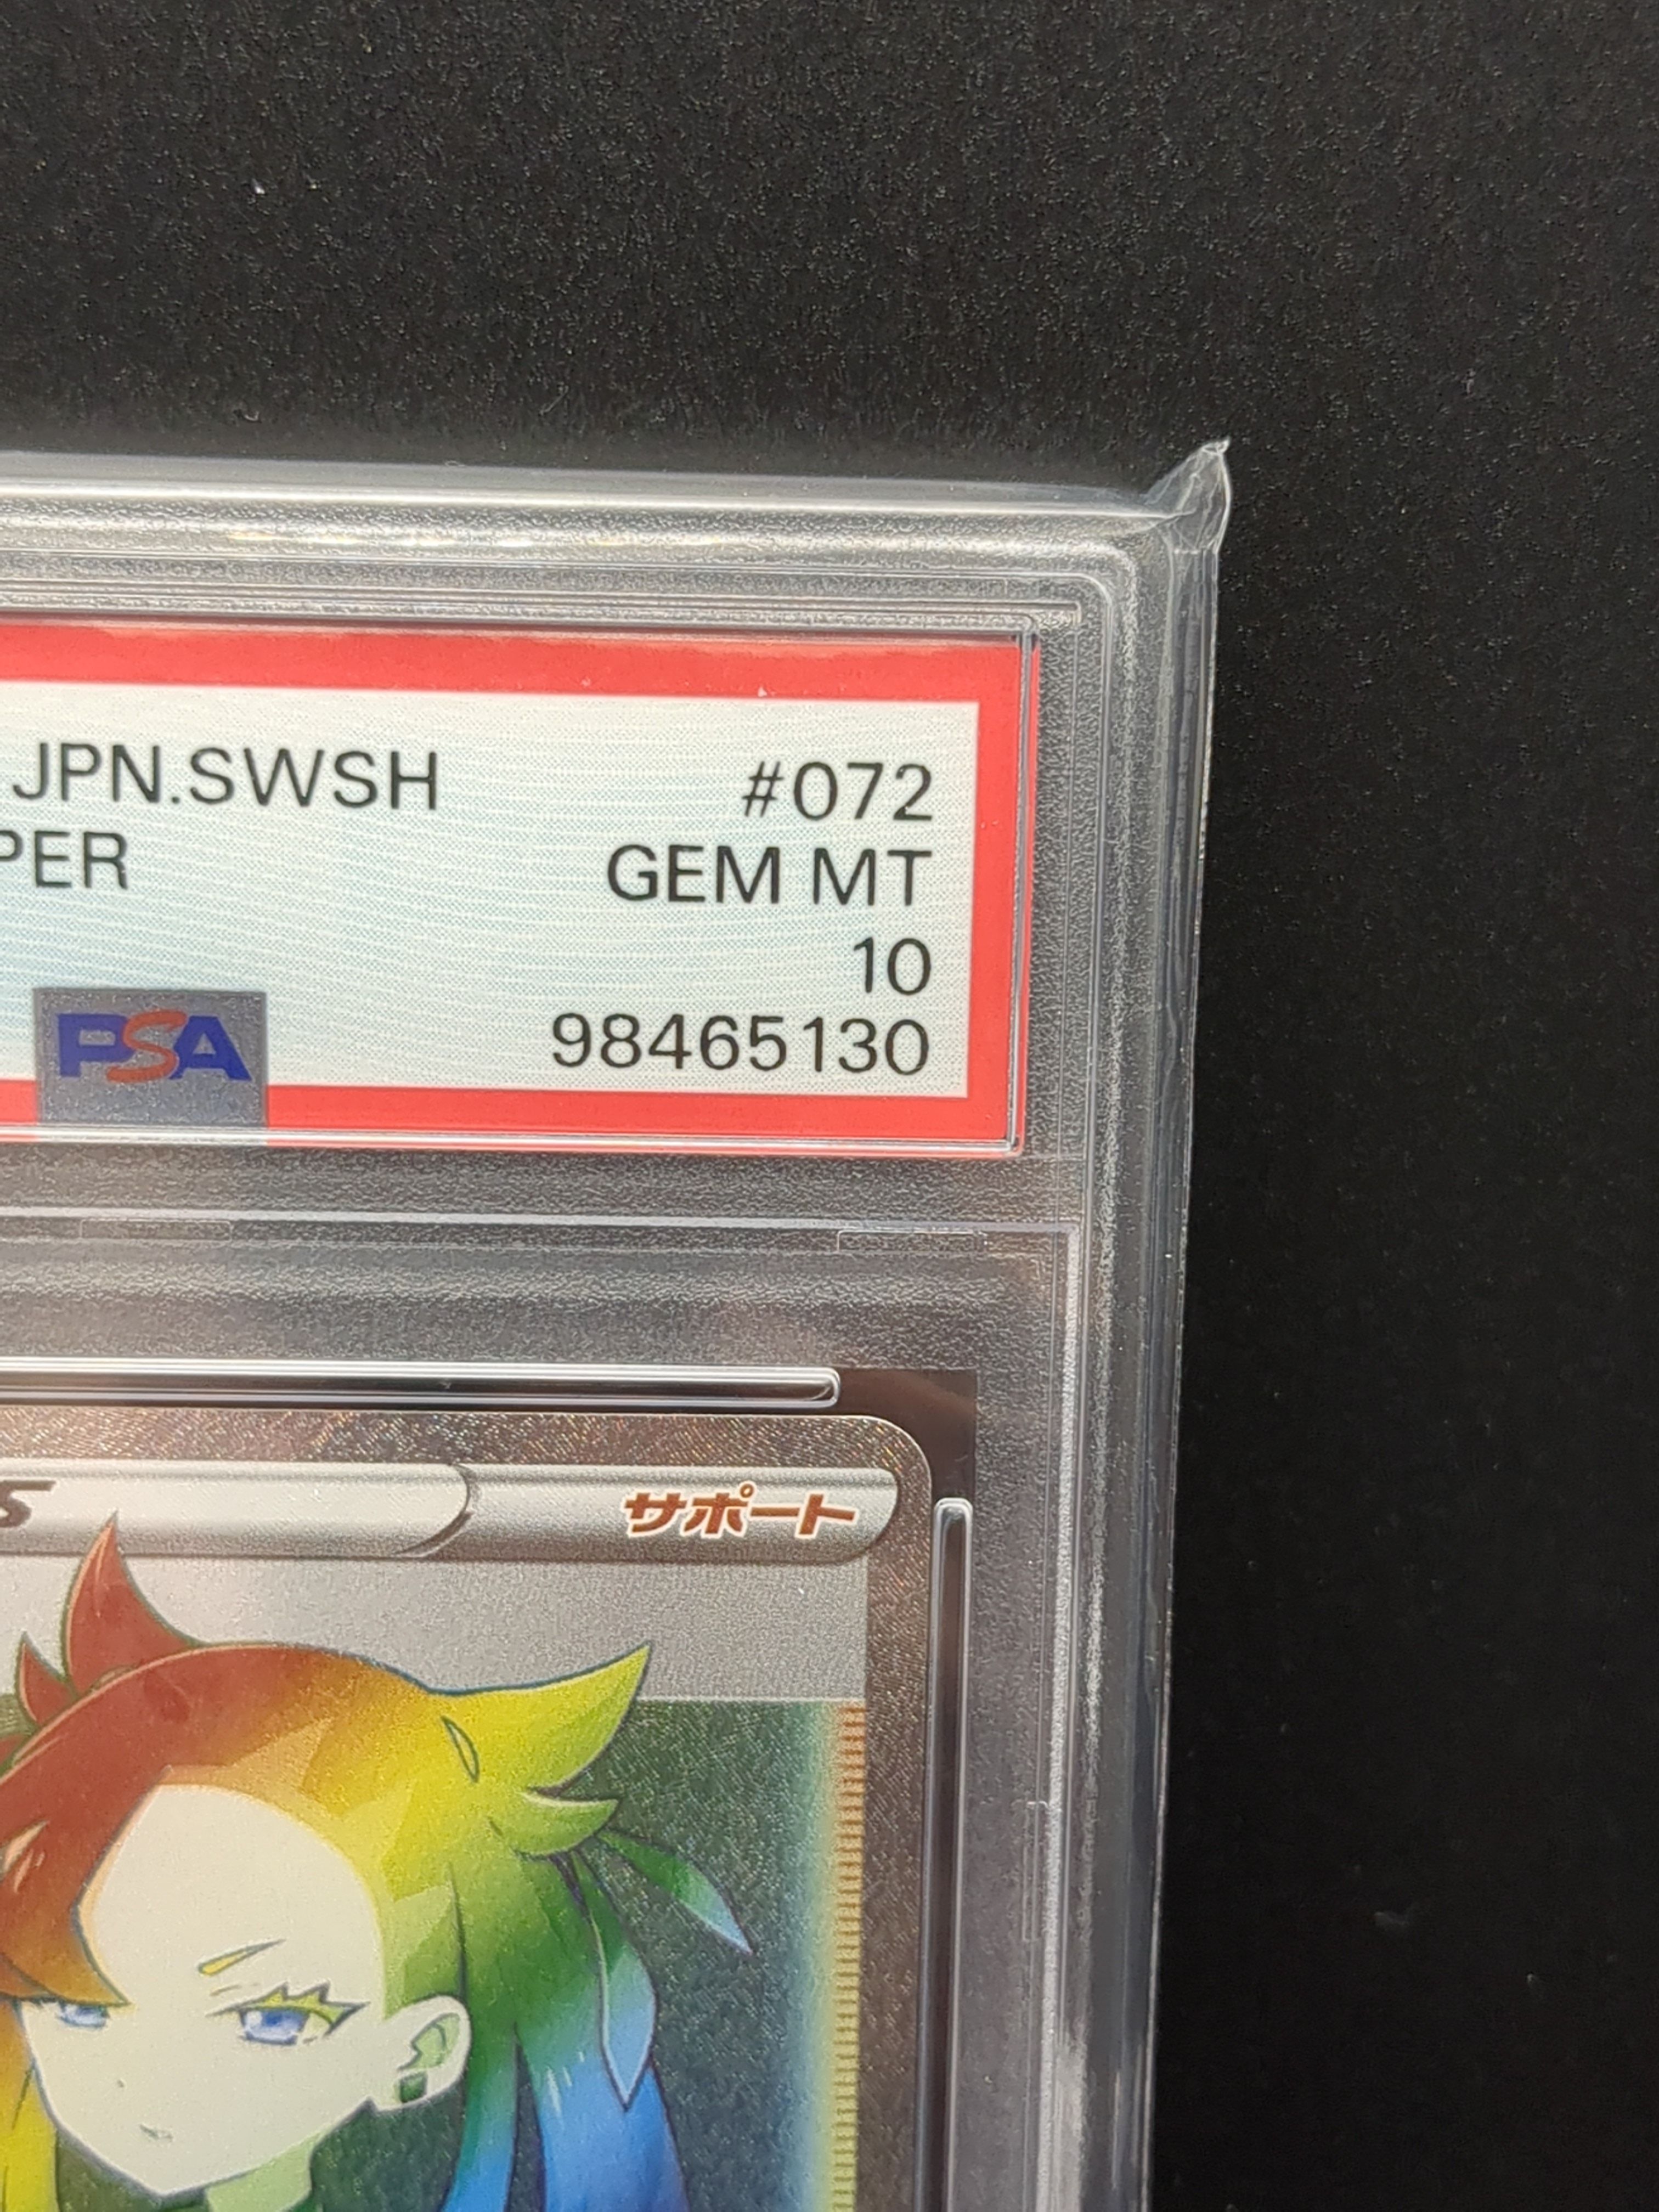 JPN.SWSH #072
PER GEM MT
10
PSA 98465130
S サポート